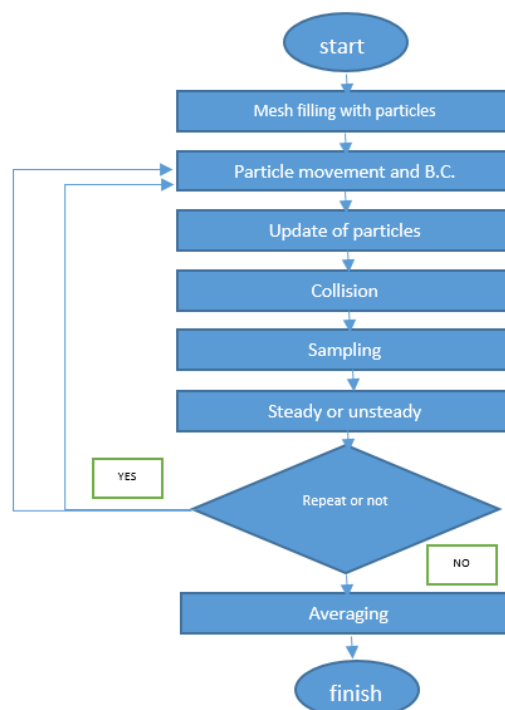 start
Mesh filling with particles
Particle movement and B.C.
Update of particles
Collision
Sampling
Steady or unsteady
YES
Repeat or not
NO
Averaging
finish